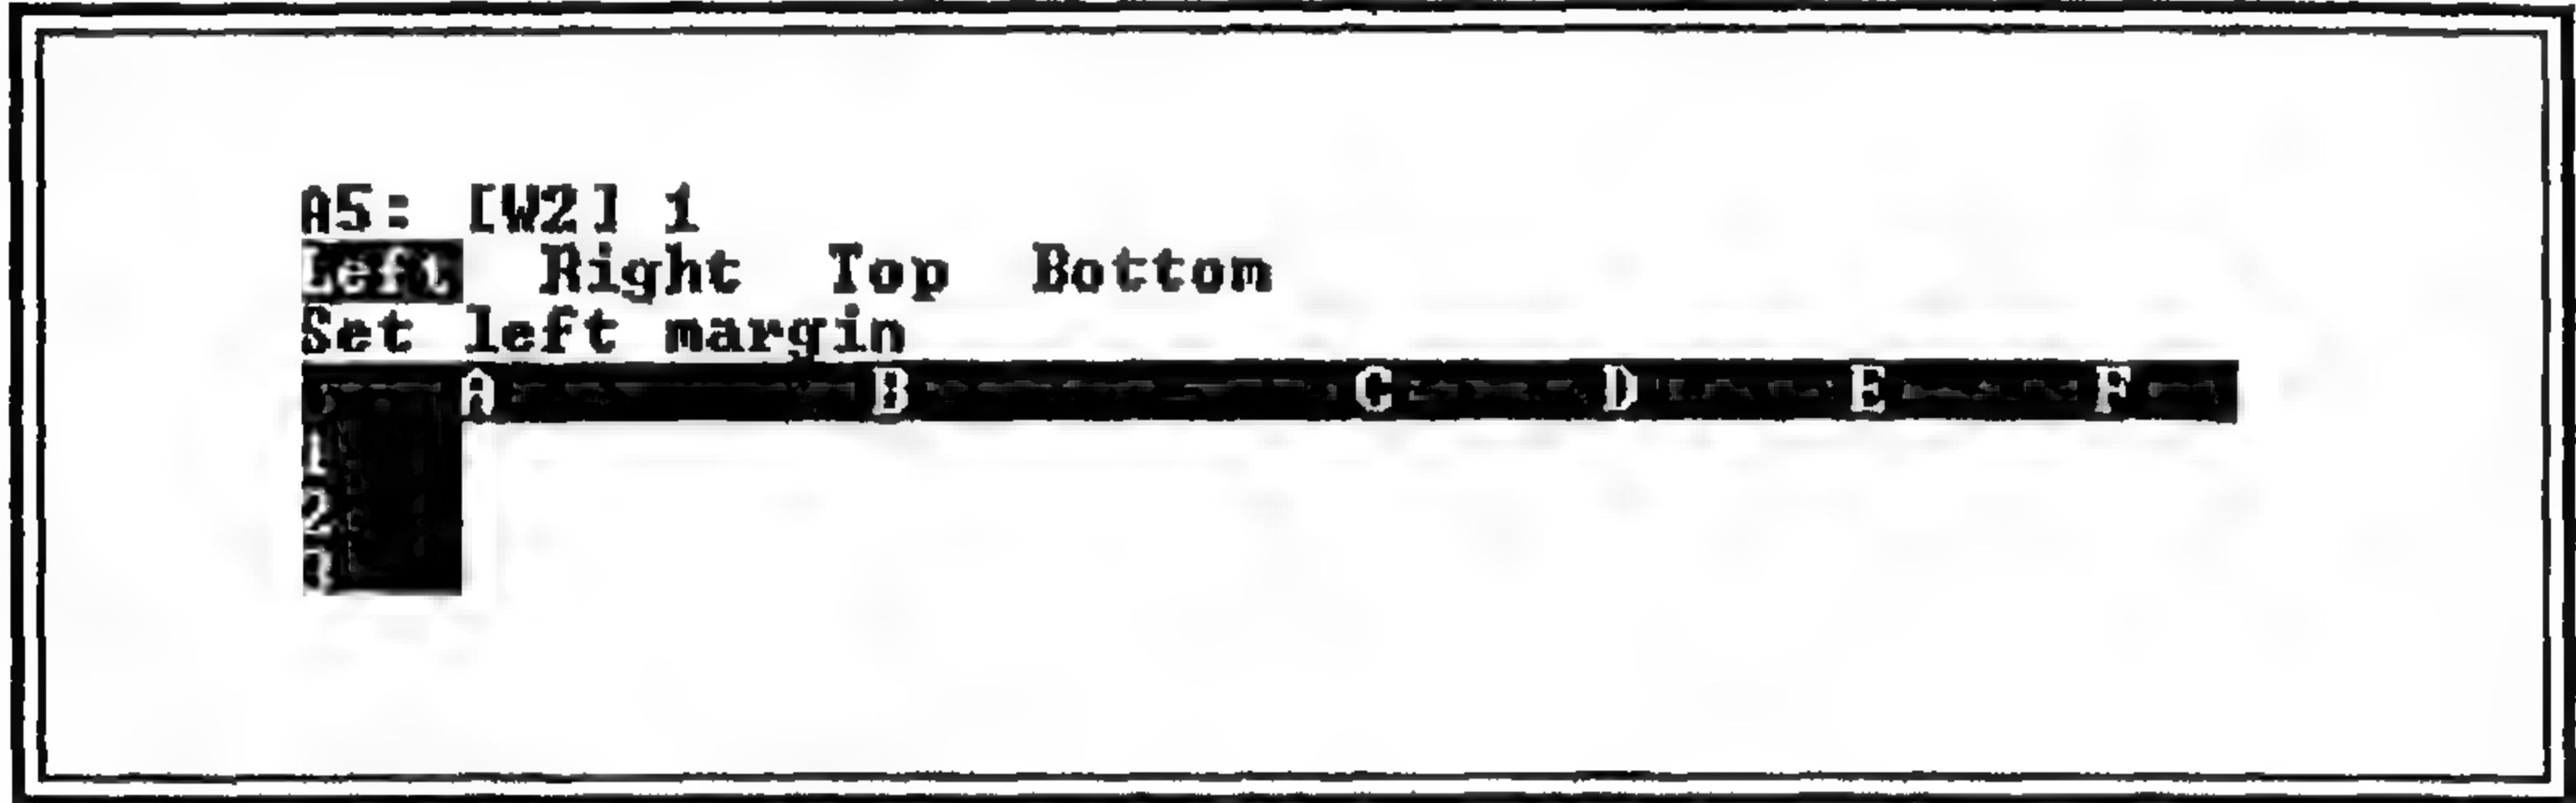 A5: [W2] 1
Left Right Top Bottom
Set left margin
A B C D E F
1
2
3